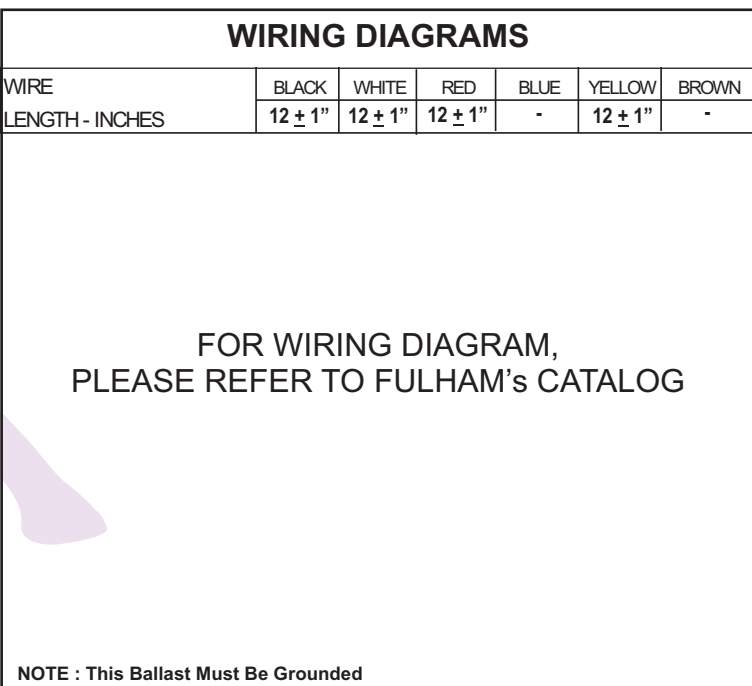 WIRING DIAGRAMS
WIRE BLACK WHITE RED BLUE YELLOW BROWN
LENGTH - INCHES 12 ± 1” 12 ± 1” 12 ± 1” - 12 ± 1” -
FOR WIRING DIAGRAM,
PLEASE REFER TO FULHAM’s CATALOG
NOTE : This Ballast Must Be Grounded